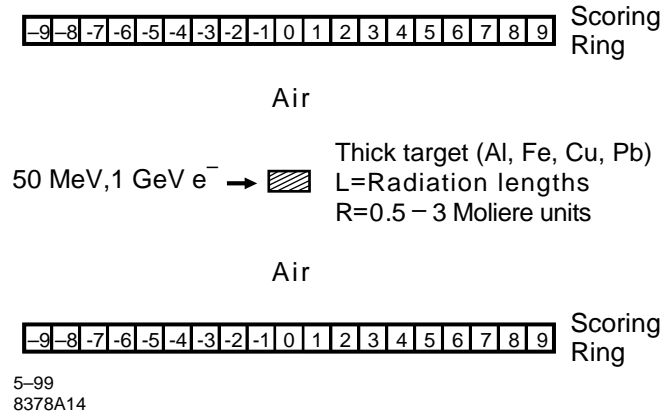 –9 –8 -7 -6 -5 -4 -3 -2 -1 0 1 2 3 4 5 6 7 8 9
Scoring
Ring
Air
50 MeV,1 GeV e⁻
Thick target (Al, Fe, Cu, Pb)
L=Radiation lengths
R=0.5 – 3 Moliere units
Air
–9 –8 -7 -6 -5 -4 -3 -2 -1 0 1 2 3 4 5 6 7 8 9
Scoring
Ring
5–99
8378A14